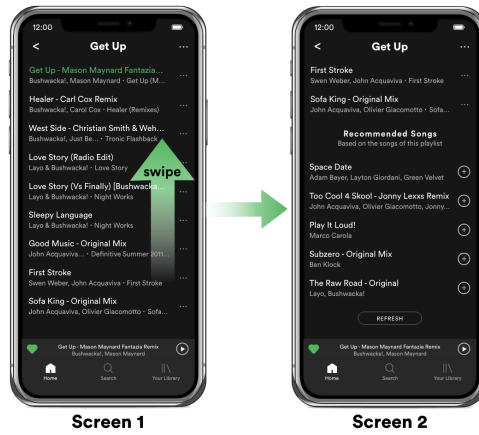 12:00
< Get Up ...
Get Up - Mason Maynard Fantazia...
Bushwacka!, Mason Maynard • Get Up (M...
Healer - Carl Cox Remix
Bushwacka!, Carol Cox • Healer (Remixes)
West Side - Christian Smith & Weh...
Bushwacka!, Just Be... • Tronic Flashback
Love Story (Radio Edit)
Layo & Bushwacka! • Love Story
swipe
Love Story (Vs Finally) [Bushwacka...
Layo & Bushwacka! • Night Works
Sleepy Language
Layo & Bushwacka! • Night Works
Good Music - Original Mix
John Acquaviva... • Definitive Summer 2011...
First Stroke
Swen Weber, John Acquaviva • First Stroke
Sofa King - Original Mix
John Acquaviva, Olivier Giacomotto • Sofa...
Get Up - Mason Maynard Fantazia Remix
Bushwacka!, Mason Maynard
Home Search Your Library
Screen 1
12:00
< Get Up ...
First Stroke
Swen Weber, John Acquaviva • First Stroke
Sofa King - Original Mix
John Acquaviva, Olivier Giacomotto • Sofa...
Recommended Songs
Based on the songs of this playlist
Space Date
Adam Beyer, Layton Giordani, Green Velvet
Too Cool 4 Skool - Jonny Lexxs Remix
John Acquaviva, Olivier Giacomotto, Jonny...
Play It Loud!
Marco Carola
Subzero - Original Mix
Ben Klock
The Raw Road - Original
Layo, Bushwacka!
REFRESH
Get Up - Mason Maynard Fantazia Remix
Bushwacka!, Mason Maynard
Home Search Your Library
Screen 2